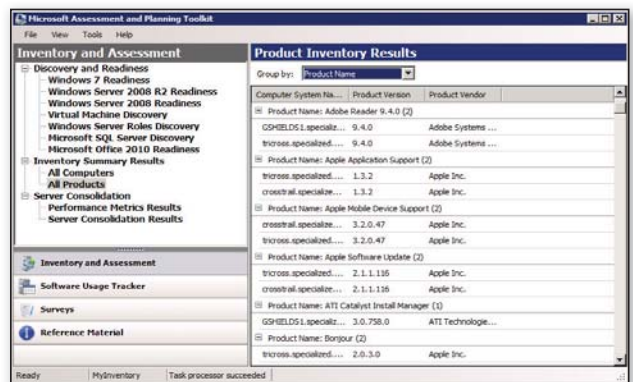 Microsoft Assessment and Planning Toolkit
File View Tools Help
Inventory and Assessment
Discovery and Readiness
Windows 7 Readiness
Windows Server 2008 R2 Readiness
Windows Server 2008 Readiness
Virtual Machine Discovery
Windows Server Roles Discovery
Microsoft SQL Server Discovery
Microsoft Office 2010 Readiness
Inventory Summary Results
All Computers
All Products
Server Consolidation
Performance Metrics Results
Server Consolidation Results
Inventory and Assessment
Software Usage Tracker
Surveys
Reference Material
Product Inventory Results
Group by: Product Name
Computer System Na... Product Version Product Vendor
Product Name: Adobe Reader 9.4.0 (2)
GSHIELDS1.specializ... 9.4.0 Adobe Systems ...
tricross.specialized.... 9.4.0 Adobe Systems ...
Product Name: Apple Application Support (2)
tricross.specialized.... 1.3.2 Apple Inc.
crosstrail.specialize... 1.3.2 Apple Inc.
Product Name: Apple Mobile Device Support (2)
crosstrail.specialize... 3.2.0.47 Apple Inc.
tricross.specialized.... 3.2.0.47 Apple Inc.
Product Name: Apple Software Update (2)
tricross.specialized.... 2.1.1.116 Apple Inc.
crosstrail.specialize... 2.1.1.116 Apple Inc.
Product Name: ATI Catalyst Install Manager (1)
GSHIELDS1.specializ... 3.0.758.0 ATI Technologie...
Product Name: Bonjour (2)
tricross.specialized.... 2.0.3.0 Apple Inc.
Ready MyInventory Task processor succeeded